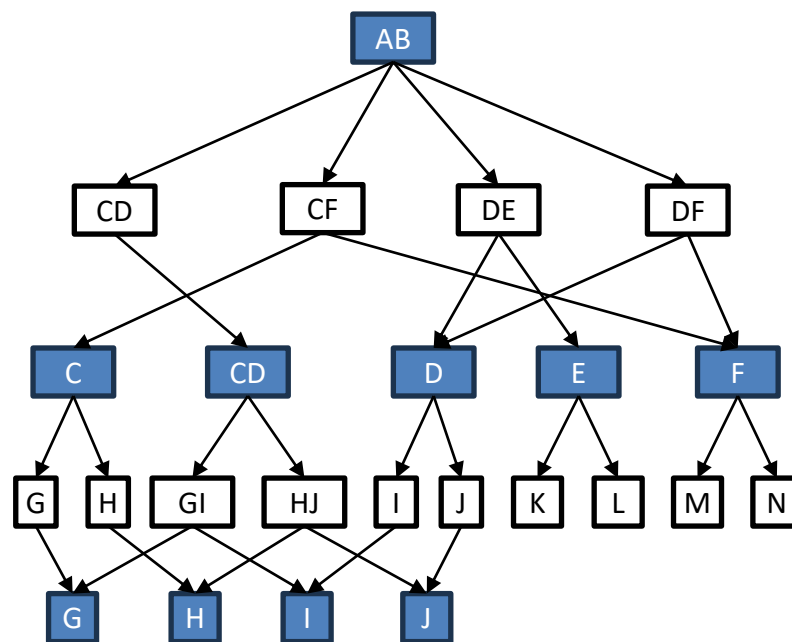 AB
CD CF DE DF
C CD D E F
G H GI HJ I J K L M N
G H I J